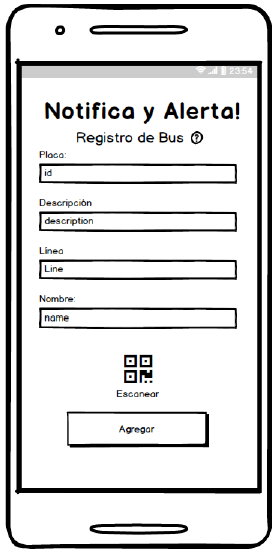 23:54
Notifica y Alerta!
Registro de Bus ?
Placa:
id
Descripción
description
Línea
Line
Nombre:
name
Escanear
Agregar